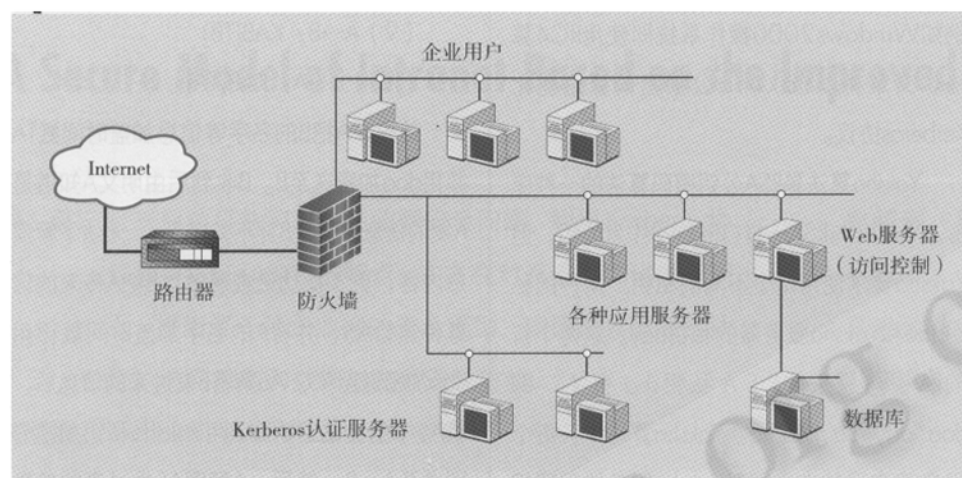 企业用户
Internet
路由器
防火墙
Web服务器
(访问控制)
各种应用服务器
Kerberos认证服务器
数据库